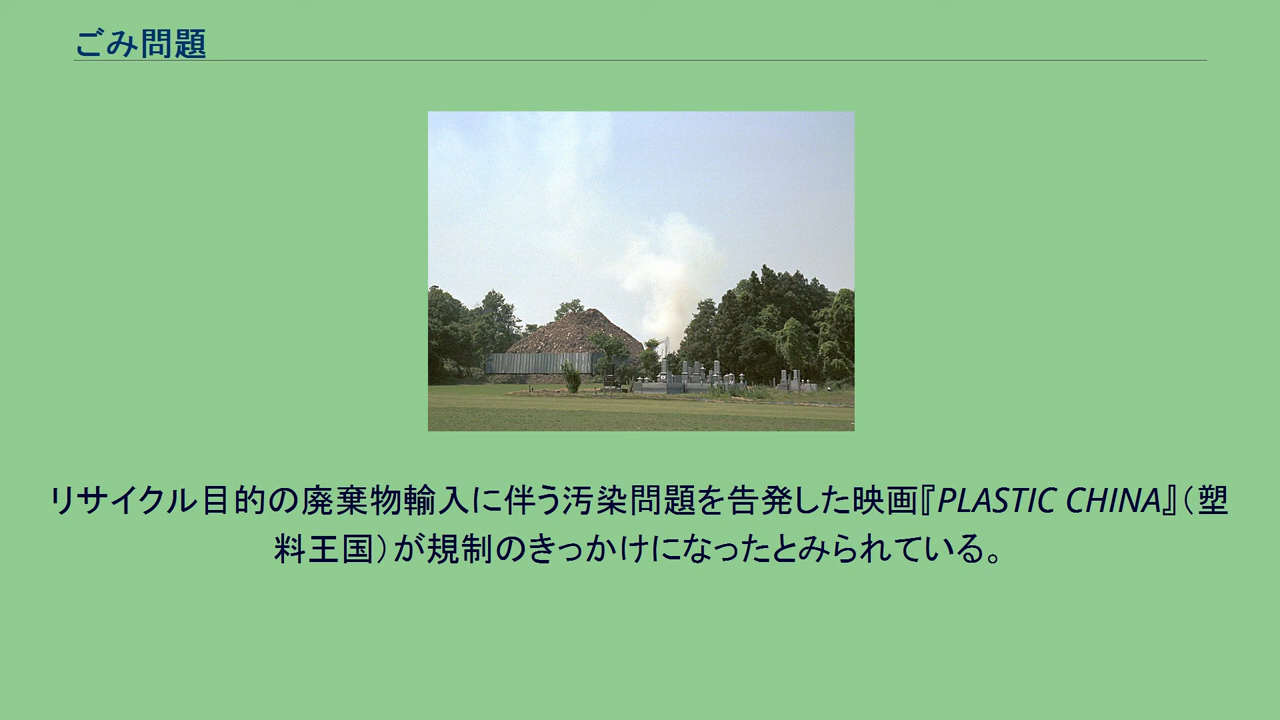 ごみ問題
リサイクル目的の廃棄物輸入に伴う汚染問題を告発した映画『PLASTIC CHINA』（塑
料王国）が規制のきっかけになったとみられている。